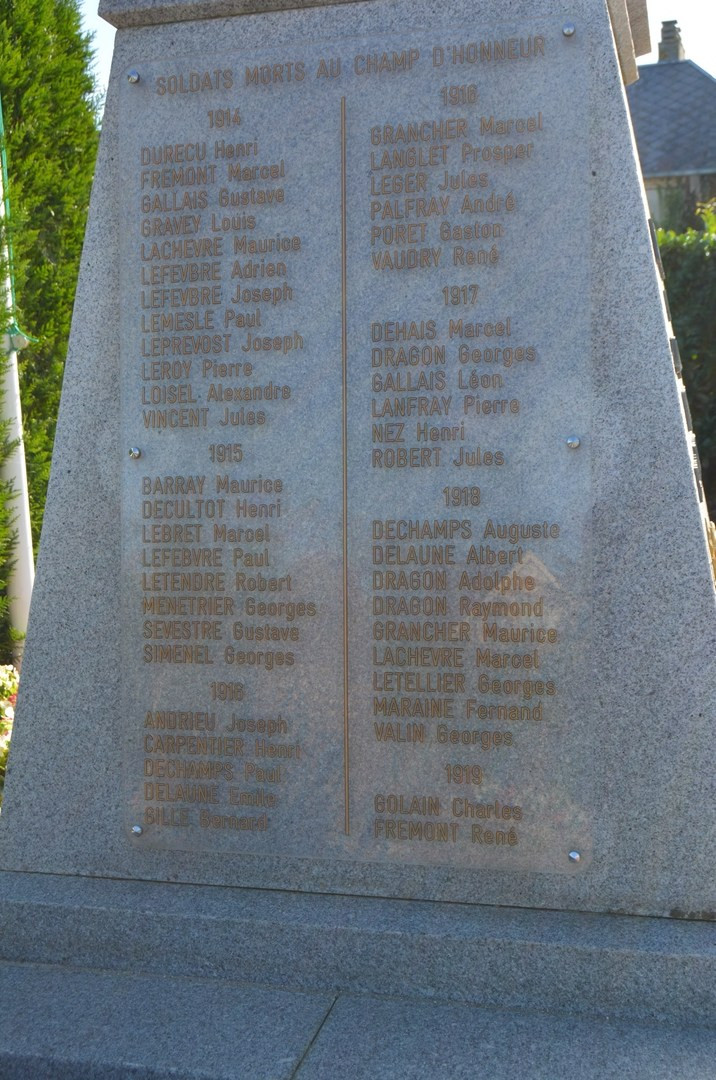 SOLDATS MORTS AU CHAMP D'HONNEUR
1914
DURECU Henri
FREMONT Marcel
GALLAIS Gustave
GRAVEY Louis
LACHEVRE Maurice
LEFEVBRE Adrien
LEFEVBRE Joseph
LEMESLE Paul
LEPREVOST Joseph
LEROY Pierre
LOISEL Alexandre
VINCENT Jules
1915
BARRAY Maurice
DECULTOT Henri
LEBRET Marcel
LEFEBVRE Paul
LETENDRE Robert
MENETRIER Georges
SEVESTRE Gustave
SIMENEL Georges
1916
ANDRIEU Joseph
CARPENTIER Henri
DECHAMPS Paul
DELAUNE Emile
GILLE Bernard
1916
GRANCHER Marcel
LANGLET Prosper
LEGER Jules
PALFRAY André
PORET Gaston
VAUDRY René
1917
DEHAIS Marcel
DRAGON Georges
GALLAIS Léon
LANFRAY Pierre
NEZ Henri
ROBERT Jules
1918
DECHAMPS Auguste
DELAUNE Albert
DRAGON Adolphe
DRAGON Raymond
GRANCHER Maurice
LACHEVRE Marcel
LETELLIER Georges
MARAINE Fernand
VALIN Georges
1919
GOLAIN Charles
FREMONT René